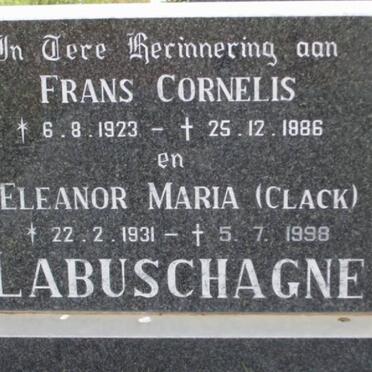 In Tere Herinnering aan
FRANS CORNELIS
* 6.8.1923 – † 25.12.1886
en
ELEANOR MARIA (CLACK)
* 22.2.1931 – † 5.7.1998
LABUSCHAGNE